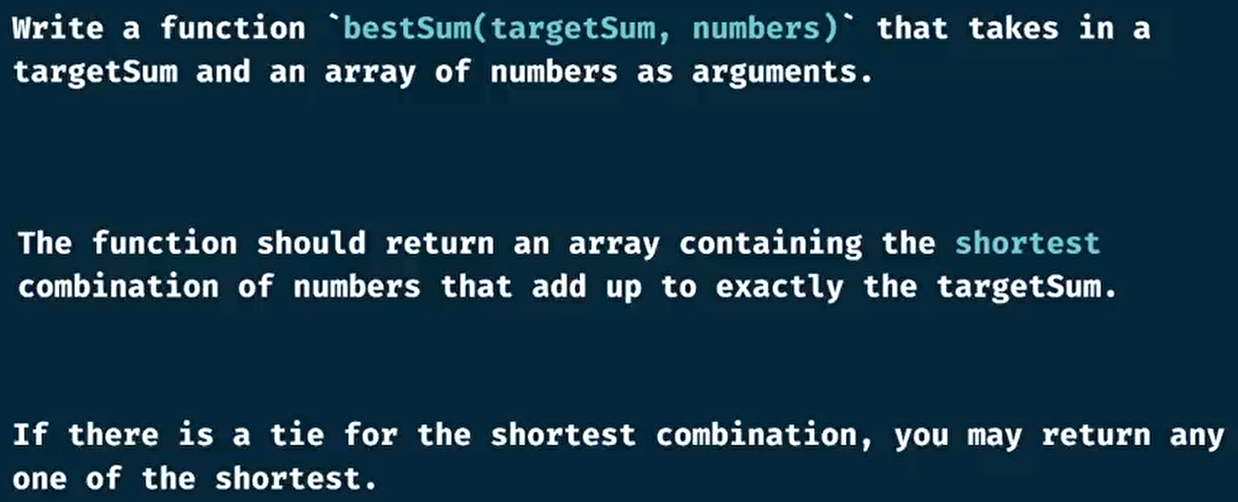 Write a function `bestSum(targetSum, numbers)` that takes in a
targetSum and an array of numbers as arguments.
The function should return an array containing the shortest
combination of numbers that add up to exactly the targetSum.
If there is a tie for the shortest combination, you may return any
one of the shortest.